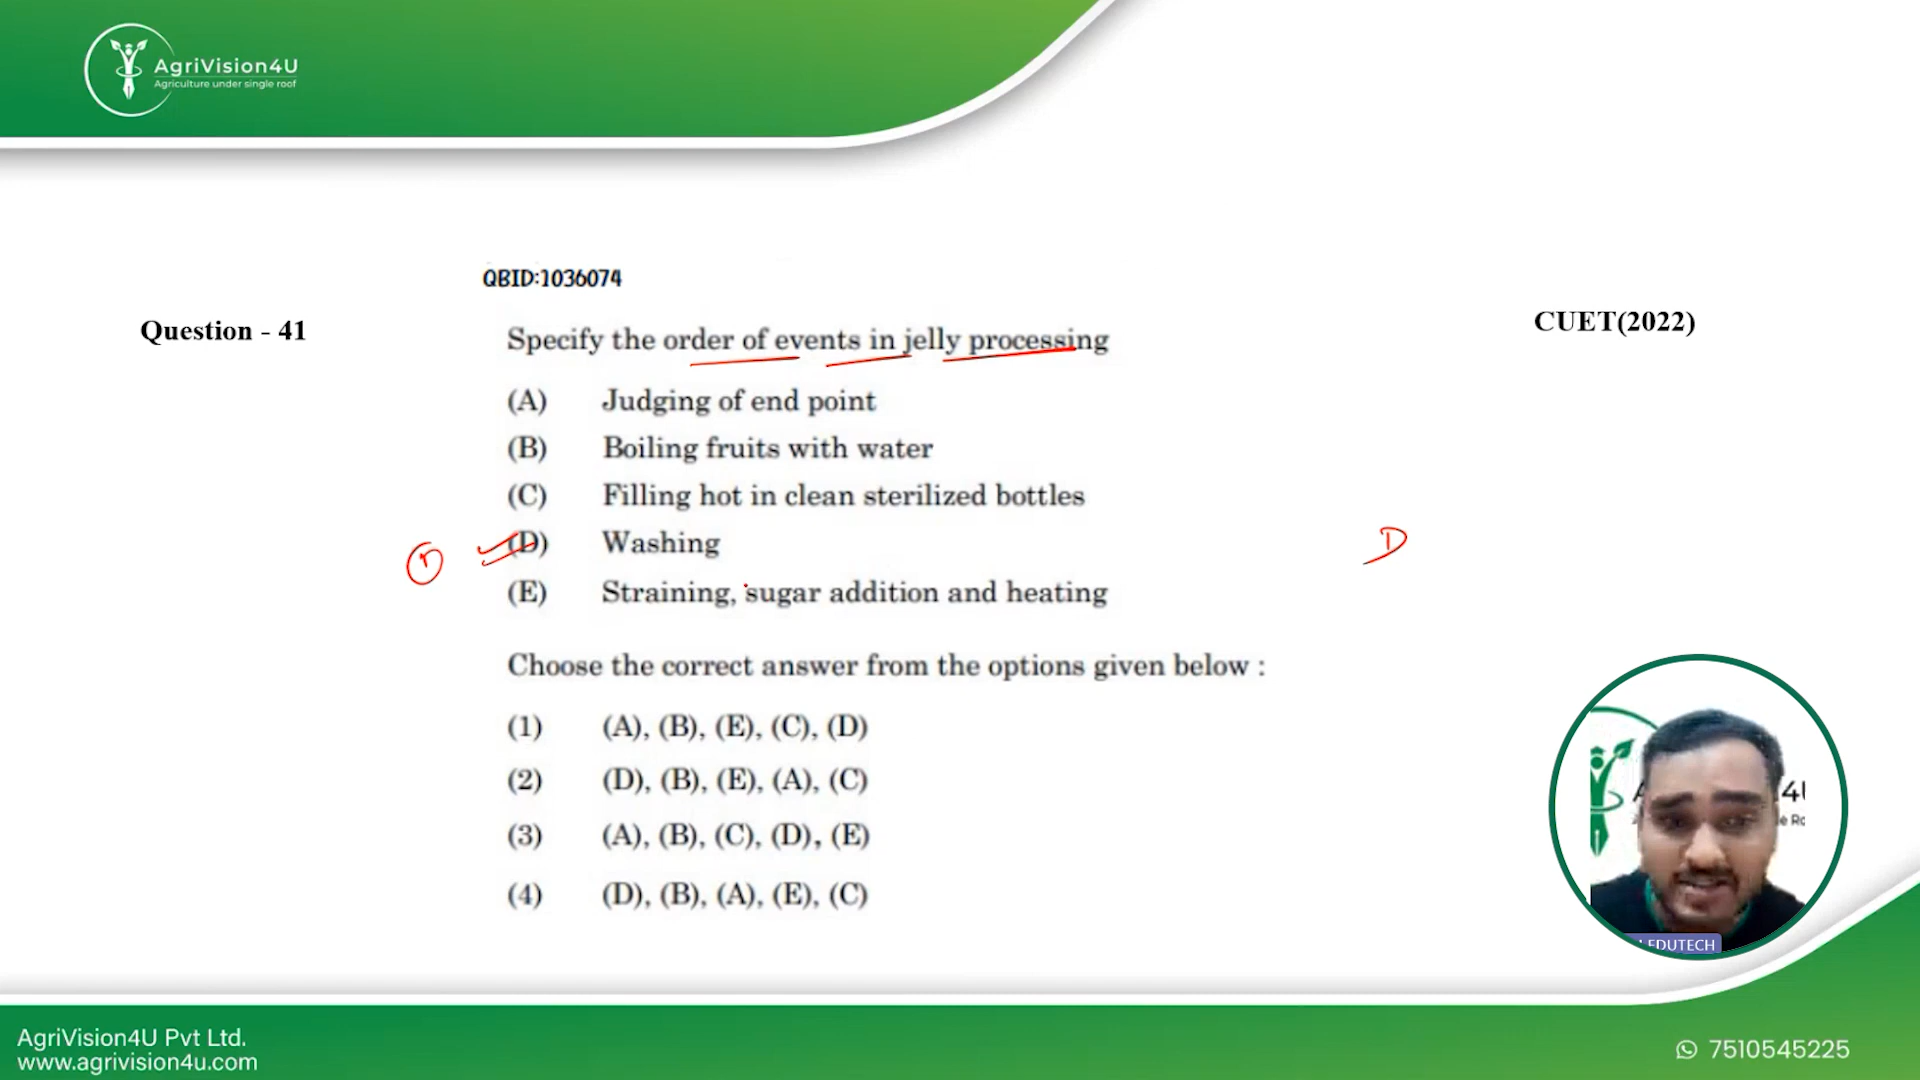 AgriVision4U
Agriculture under single roof
QBID:1036074
Question - 41
CUET(2022)
Specify the order of events in jelly processing
(A) Judging of end point
(B) Boiling fruits with water
(C) Filling hot in clean sterilized bottles
(D) Washing
D
(E) Straining, sugar addition and heating
Choose the correct answer from the options given below :
(1) (A), (B), (E), (C), (D)
(2) (D), (B), (E), (A), (C)
(3) (A), (B), (C), (D), (E)
(4) (D), (B), (A), (E), (C)
EDUTECH
AgriVision4U Pvt Ltd.
www.agrivision4u.com
7510545225